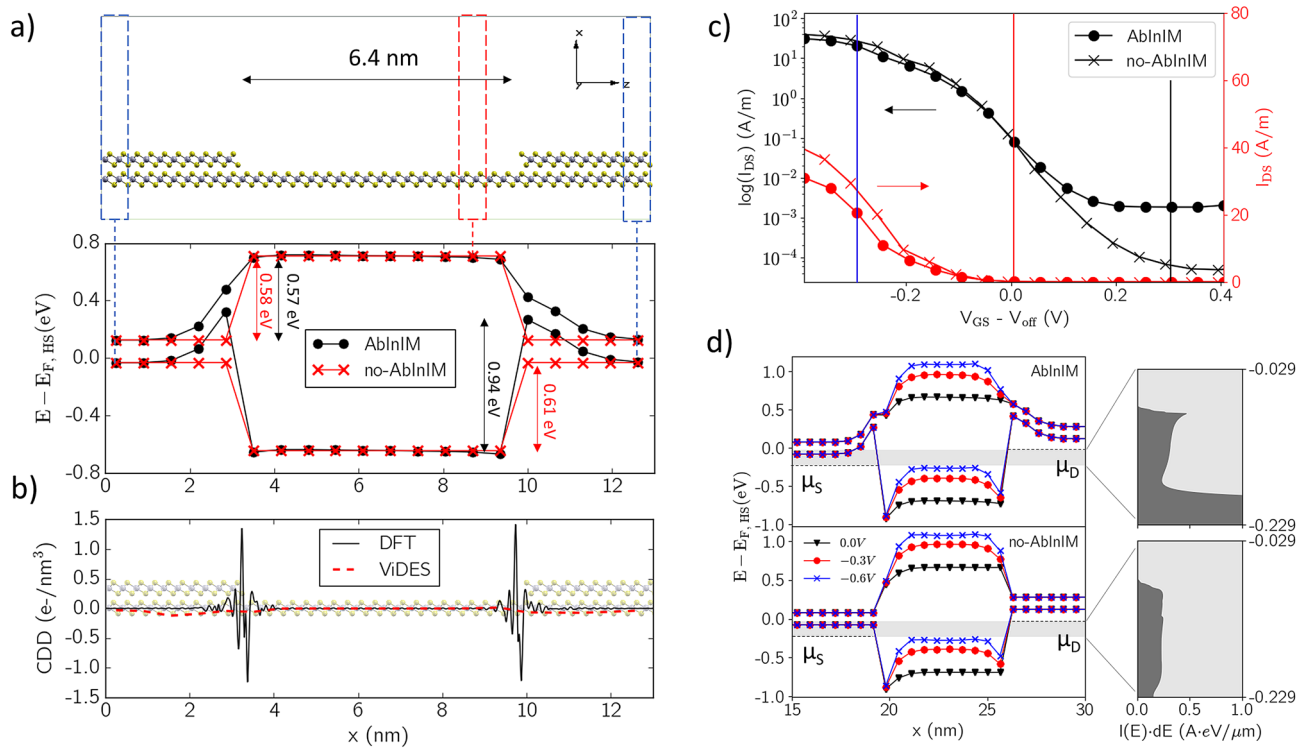 a)
6.4 nm
x
y
z
0.8
0.4
0.0
-0.4
-0.8
E − E_F, HS (eV)
0.58 eV
0.57 eV
0.94 eV
0.61 eV
AbInIM
no-AbInIM
0
2
4
6
8
10
12
b)
1.5
1.0
0.5
0.0
-0.5
-1.0
-1.5
CDD (e-/nm³)
DFT
ViDES
0
2
4
6
8
10
12
x (nm)
c)
10²
10¹
10⁰
10⁻¹
10⁻²
10⁻³
10⁻⁴
log(I_DS) (A/m)
AbInIM
no-AbInIM
80
60
40
20
0
I_DS (A/m)
-0.2
0.0
0.2
0.4
V_GS - V_off (V)
d)
1.0
0.5
0.0
-0.5
-1.0
AbInIM
μ_S
μ_D
E − E_F, HS (eV)
1.0
0.5
0.0
-0.5
-1.0
0.0V
−0.3V
−0.6V
no-AbInIM
μ_S
μ_D
15
20
25
30
x (nm)
-0.029
-0.229
-0.029
-0.229
0.0
0.5
1.0
I(E)·dE (A·eV/μm)